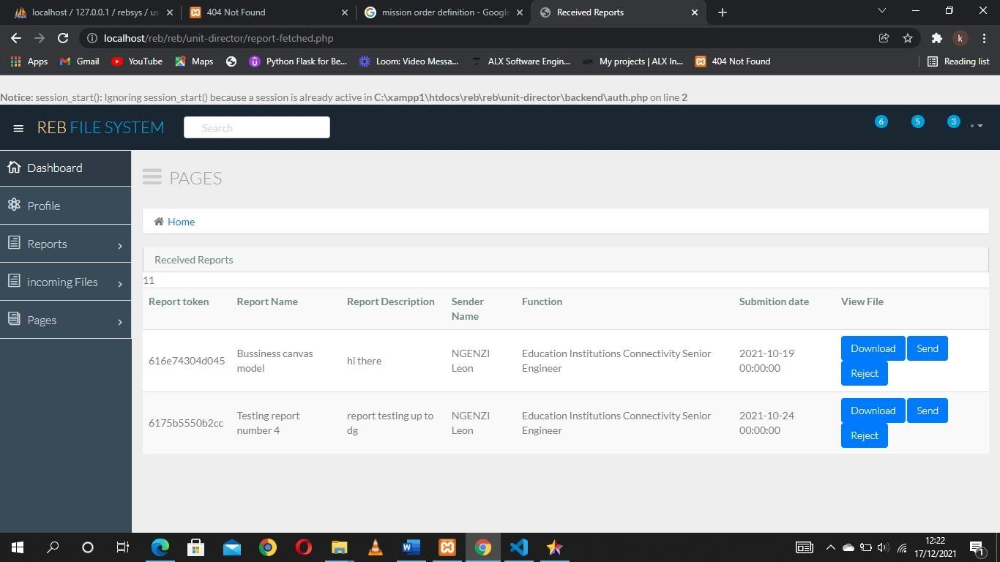 localhost / 127.0.0.1 / rebsys / us
404 Not Found
mission order definition - Google
Received Reports
localhost/reb/reb/unit-director/report-fetched.php
k
Apps
Gmail
YouTube
Maps
Python Flask for Be...
Loom: Video Messa...
ALX Software Engin...
My projects | ALX In...
404 Not Found
Reading list
Notice: session_start(): Ignoring session_start() because a session is already active in C:\xampp1\htdocs\reb\reb\unit-director\backend\auth.php on line 2
REB FILE SYSTEM
Search
6
5
3
Dashboard
Profile
Reports
incoming Files
Pages
PAGES
Home
Received Reports
11
Report token Report Name Report Description Sender Name Function Submition date View File
616e74304d045
Bussiness canvas
model
hi there
NGENZI
Leon
Education Institutions Connectivity Senior
Engineer
2021-10-19
00:00:00
Download Send
Reject
6175b5550b2cc
Testing report
number 4
report testing up to
dg
NGENZI
Leon
Education Institutions Connectivity Senior
Engineer
2021-10-24
00:00:00
Download Send
Reject
12:22
17/12/2021
1